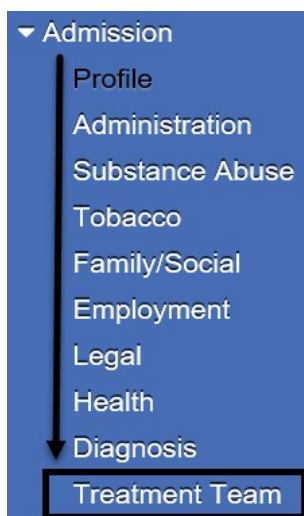 Admission
Profile
Administration
Substance Abuse
Tobacco
Family/Social
Employment
Legal
Health
Diagnosis
Treatment Team